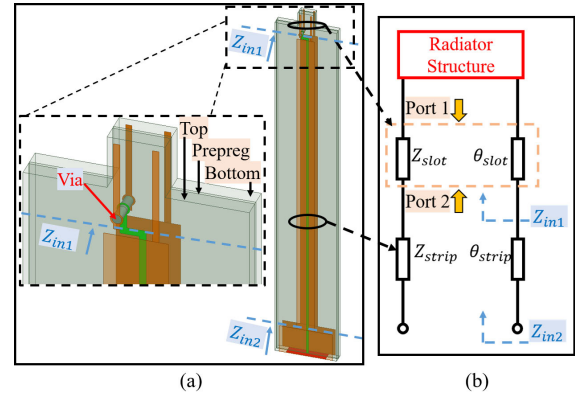 Z_in1
Top
Prepreg
Bottom
Via
Z_in1
Z_in2
(a)
Radiator
Structure
Port 1
Z_slot θ_slot
Port 2
Z_in1
Z_strip θ_strip
Z_in2
(b)